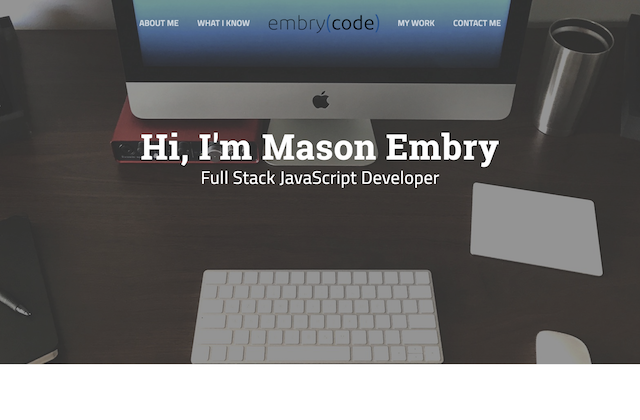 ABOUT ME
WHAT I KNOW
embry(code)
MY WORK
CONTACT ME
Hi, I'm Mason Embry
Full Stack JavaScript Developer